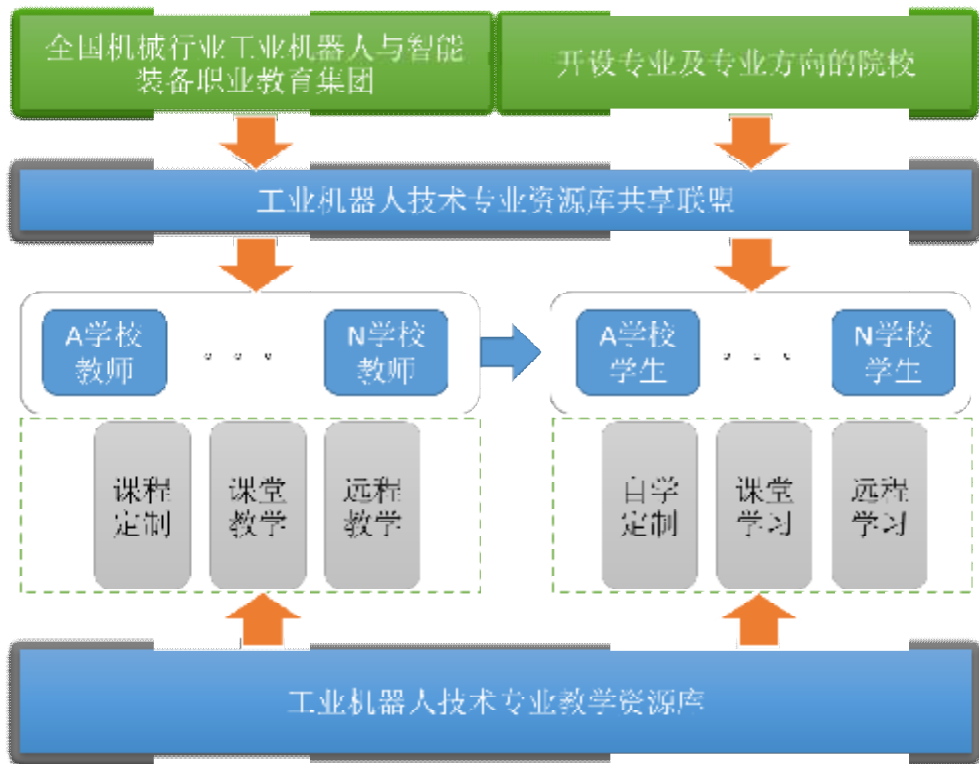 全国机械行业工业机器人与智能
装备职业教育集团
开设专业及专业方向的院校
工业机器人技术专业资源库共享联盟
A学校
教师
。。。
N学校
教师
A学校
学生
. . .
N学校
学生
课程
定制
课堂
教学
远程
教学
自学
定制
课堂
学习
远程
学习
工业机器人技术专业教学资源库